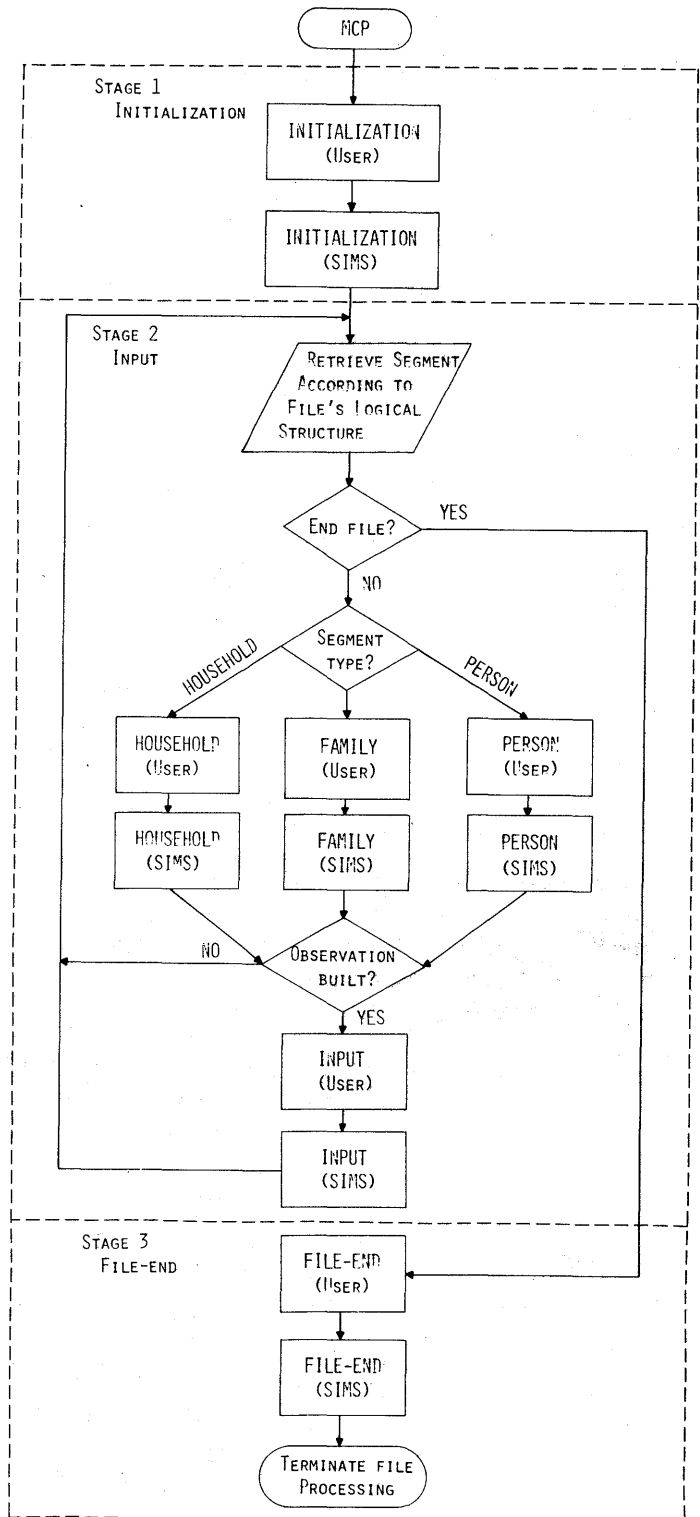 MCP
STAGE 1
INITIALIZATION
INITIALIZATION
(USER)
INITIALIZATION
(SIMS)
STAGE 2
INPUT
RETRIEVE SEGMENT
ACCORDING TO
FILE'S LOGICAL
STRUCTURE
END FILE?
YES
NO
SEGMENT
TYPE?
HOUSEHOLD
PERSON
HOUSEHOLD
(USER)
FAMILY
(USER)
PERSON
(USER)
HOUSEHOLD
(SIMS)
FAMILY
(SIMS)
PERSON
(SIMS)
NO
OBSERVATION
BUILT?
YES
INPUT
(USER)
INPUT
(SIMS)
STAGE 3
FILE-END
FILE-END
(USER)
FILE-END
(SIMS)
TERMINATE FILE
PROCESSING